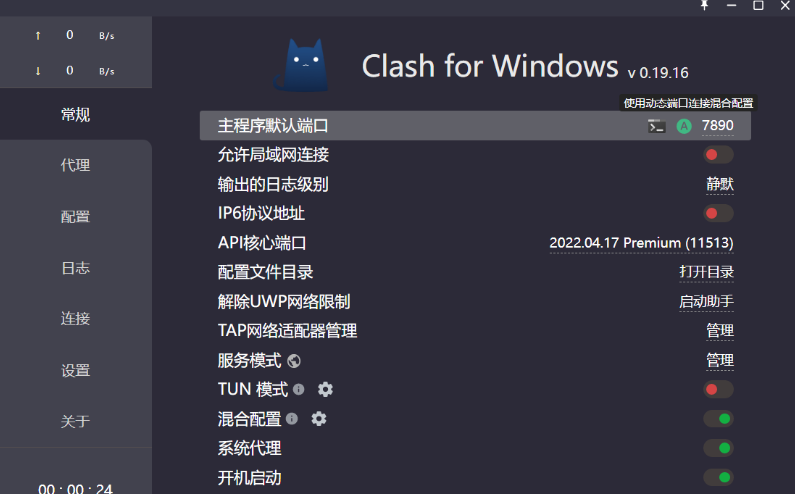 ↑ 0 B/s
↓ 0 B/s
常规
代理
配置
日志
连接
设置
关于
00 : 00 : 24
Clash for Windows v 0.19.16
使用动态端口连接混合配置
主程序默认端口 A 7890
允许局域网连接
输出的日志级别 静默
IP6协议地址
API核心端口 2022.04.17 Premium (11513)
配置文件目录 打开目录
解除UWP网络限制 启动助手
TAP网络适配器管理 管理
服务模式 管理
TUN 模式
混合配置
系统代理
开机启动